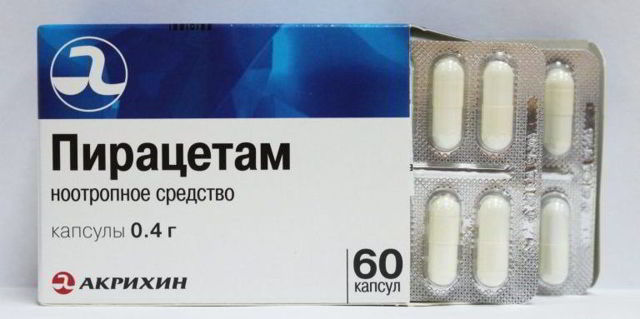 Пирацетам
ноотропное средство
капсулы 0.4 г
АКРИХИН
60
капсул